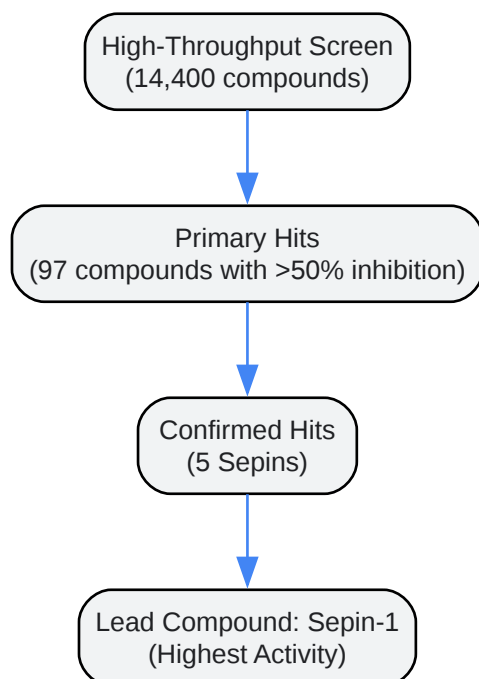 High-Throughput Screen
(14,400 compounds)
Primary Hits
(97 compounds with >50% inhibition)
Confirmed Hits
(5 Sepins)
Lead Compound: Sepin-1
(Highest Activity)